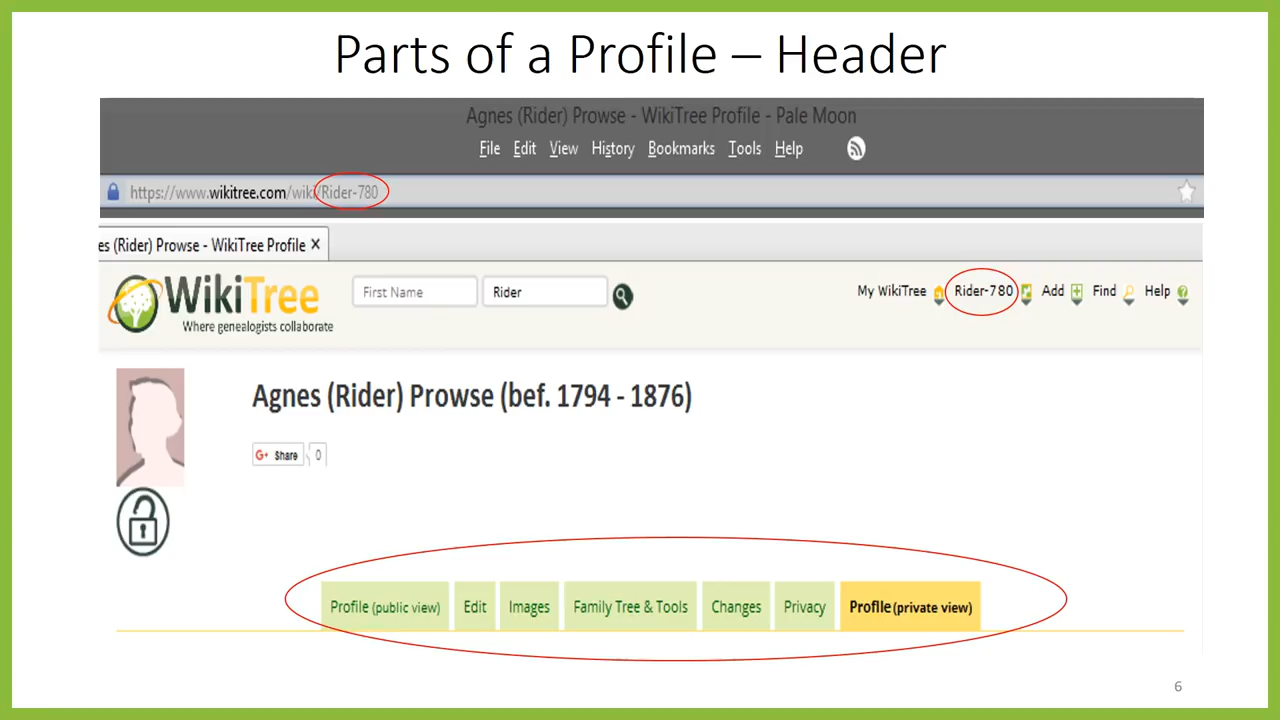 Parts of a Profile – Header
Agnes (Rider) Prowse - WikiTree Profile - Pale Moon
File Edit View History Bookmarks Tools Help
https://www.wikitree.com/wiki/Rider-780
es (Rider) Prowse - WikiTree Profile ×
WikiTree
Where genealogists collaborate
First Name Rider
My WikiTree Rider-780 Add Find Help
Agnes (Rider) Prowse (bef. 1794 - 1876)
G+ Share 0
Profile (public view) Edit Images Family Tree & Tools Changes Privacy Profile (private view)
6